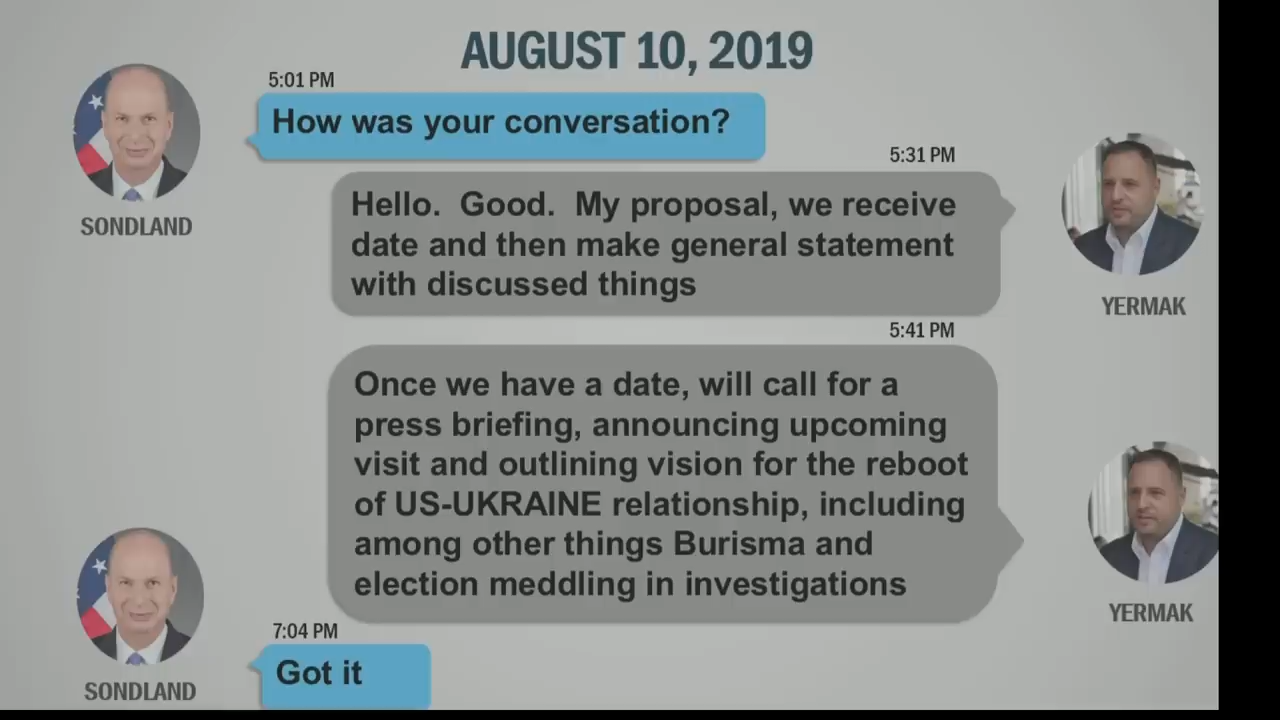 AUGUST 10, 2019
5:01 PM
How was your conversation?
SONDLAND
5:31 PM
Hello. Good. My proposal, we receive
date and then make general statement
with discussed things
YERMAK
5:41 PM
Once we have a date, will call for a
press briefing, announcing upcoming
visit and outlining vision for the reboot
of US-UKRAINE relationship, including
among other things Burisma and
election meddling in investigations
YERMAK
7:04 PM
Got it
SONDLAND